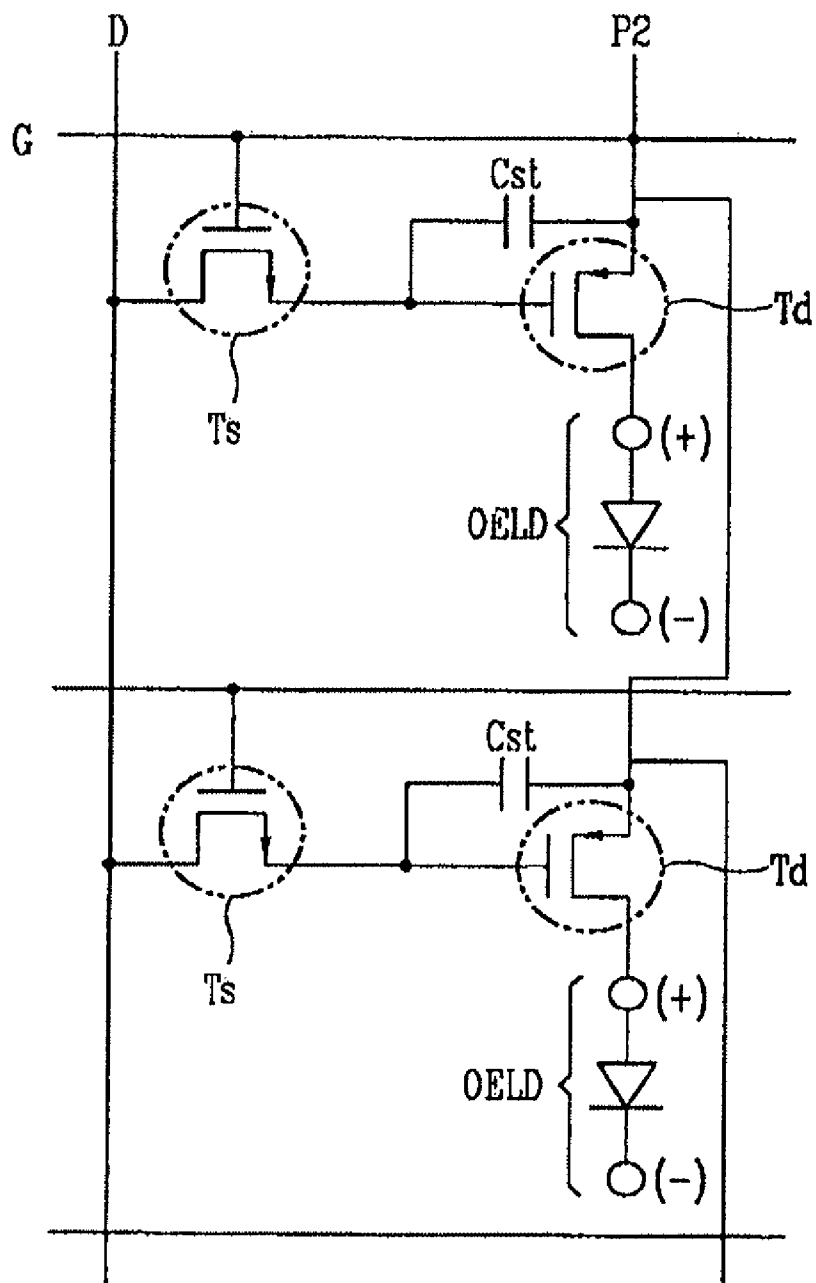 D P2
G
Cst
Td
Ts
(+)
OELD
(-)
Cst
Td
Ts
(+)
OELD
(-)